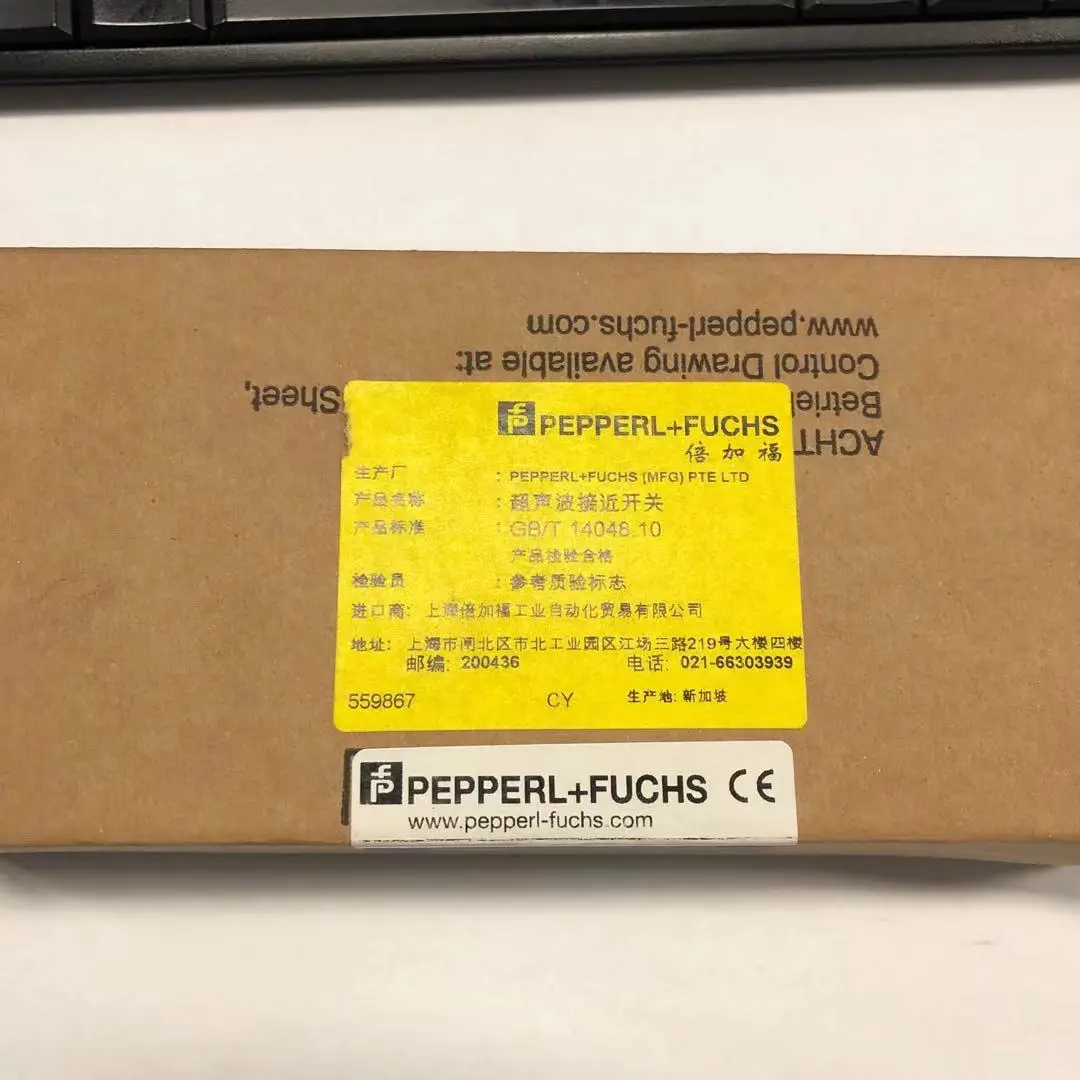 www.pepperl-fuchs.com
Control Drawing available at:
Sheet,
ACHT
PEPPERL+FUCHS
倍加福
生产厂 : PEPPERL+FUCHS (MFG) PTE LTD
产品名称 : 超声波接近开关
产品标准 : GB/T 14048.10
产品检验合格
检验员 : 参考质验标志
进口商: 上海倍加福工业自动化贸易有限公司
地址: 上海市闸北区市北工业园区江场三路219号大楼四楼
邮编: 200436 电话: 021-66303939
559867 CY 生产地: 新加坡
PEPPERL+FUCHS CE
www.pepperl-fuchs.com